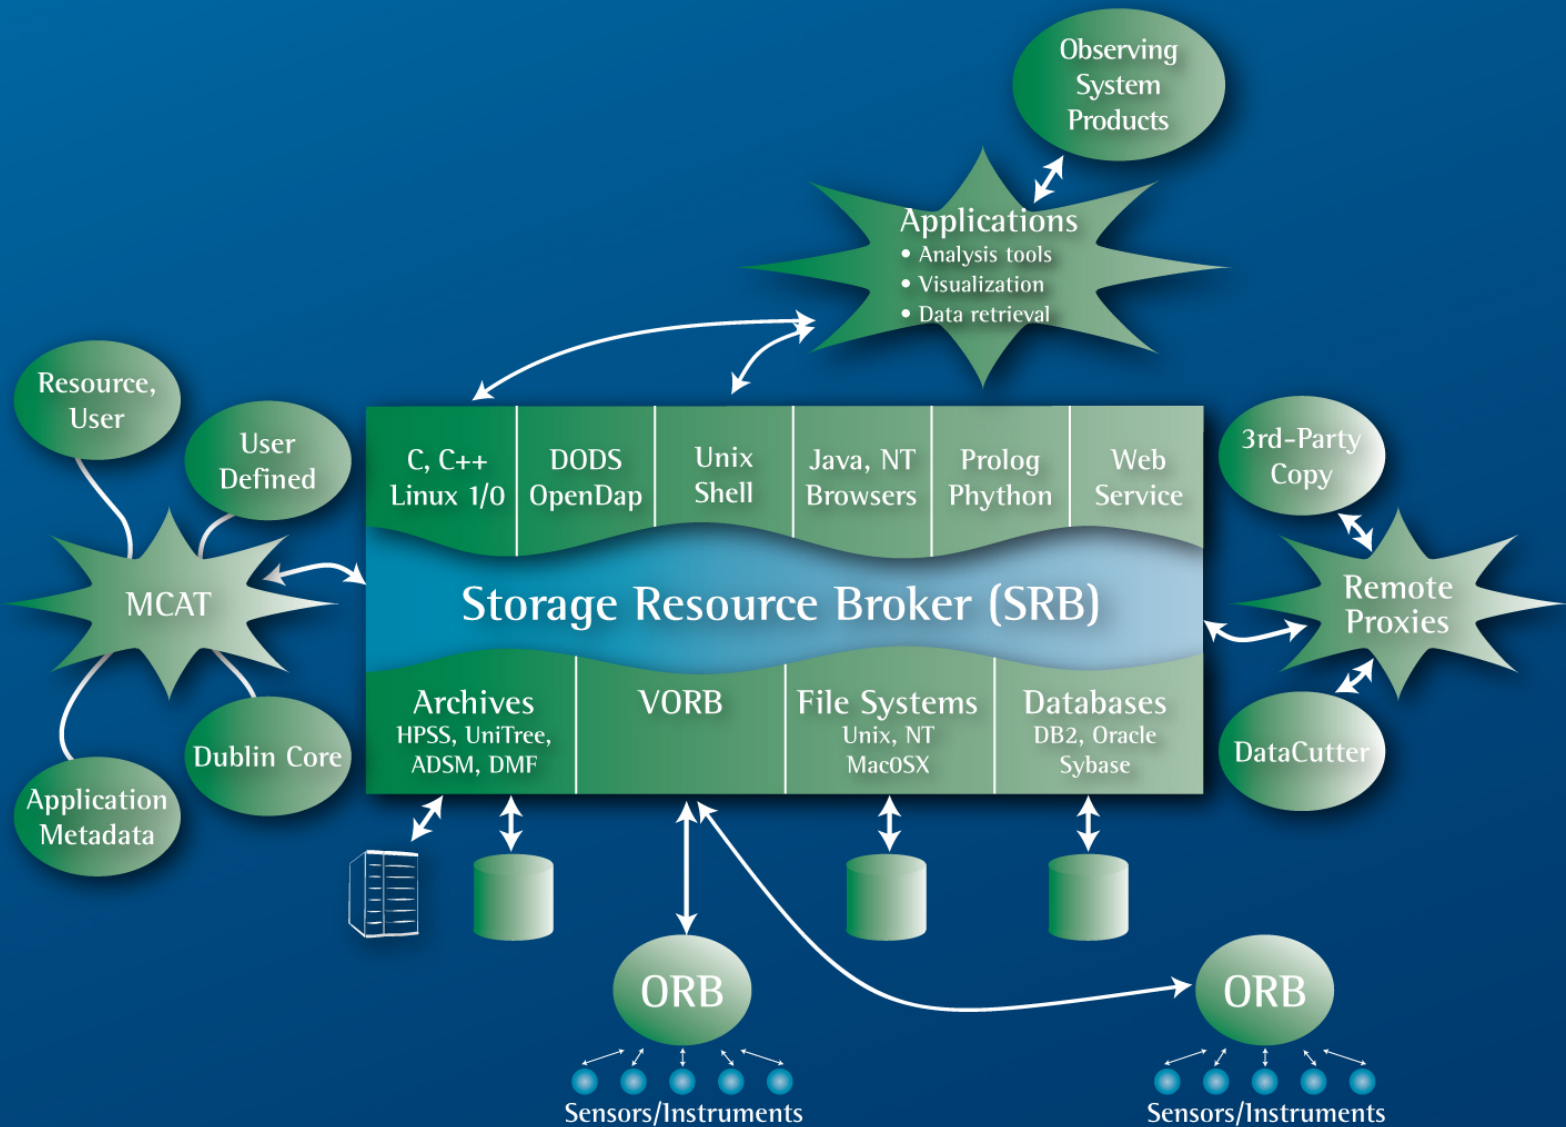 Observing
System
Products
Applications
• Analysis tools
• Visualization
• Data retrieval
Resource,
User
User
Defined
MCAT
Application
Metadata
Dublin Core
C, C++
Linux 1/0
DODS
OpenDap
Unix
Shell
Java, NT
Browsers
Prolog
Phython
Web
Service
Storage Resource Broker (SRB)
Archives
HPSS, UniTree,
ADSM, DMF
VORB
File Systems
Unix, NT
MacOSX
Databases
DB2, Oracle
Sybase
3rd-Party
Copy
Remote
Proxies
DataCutter
ORB
Sensors/Instruments
ORB
Sensors/Instruments